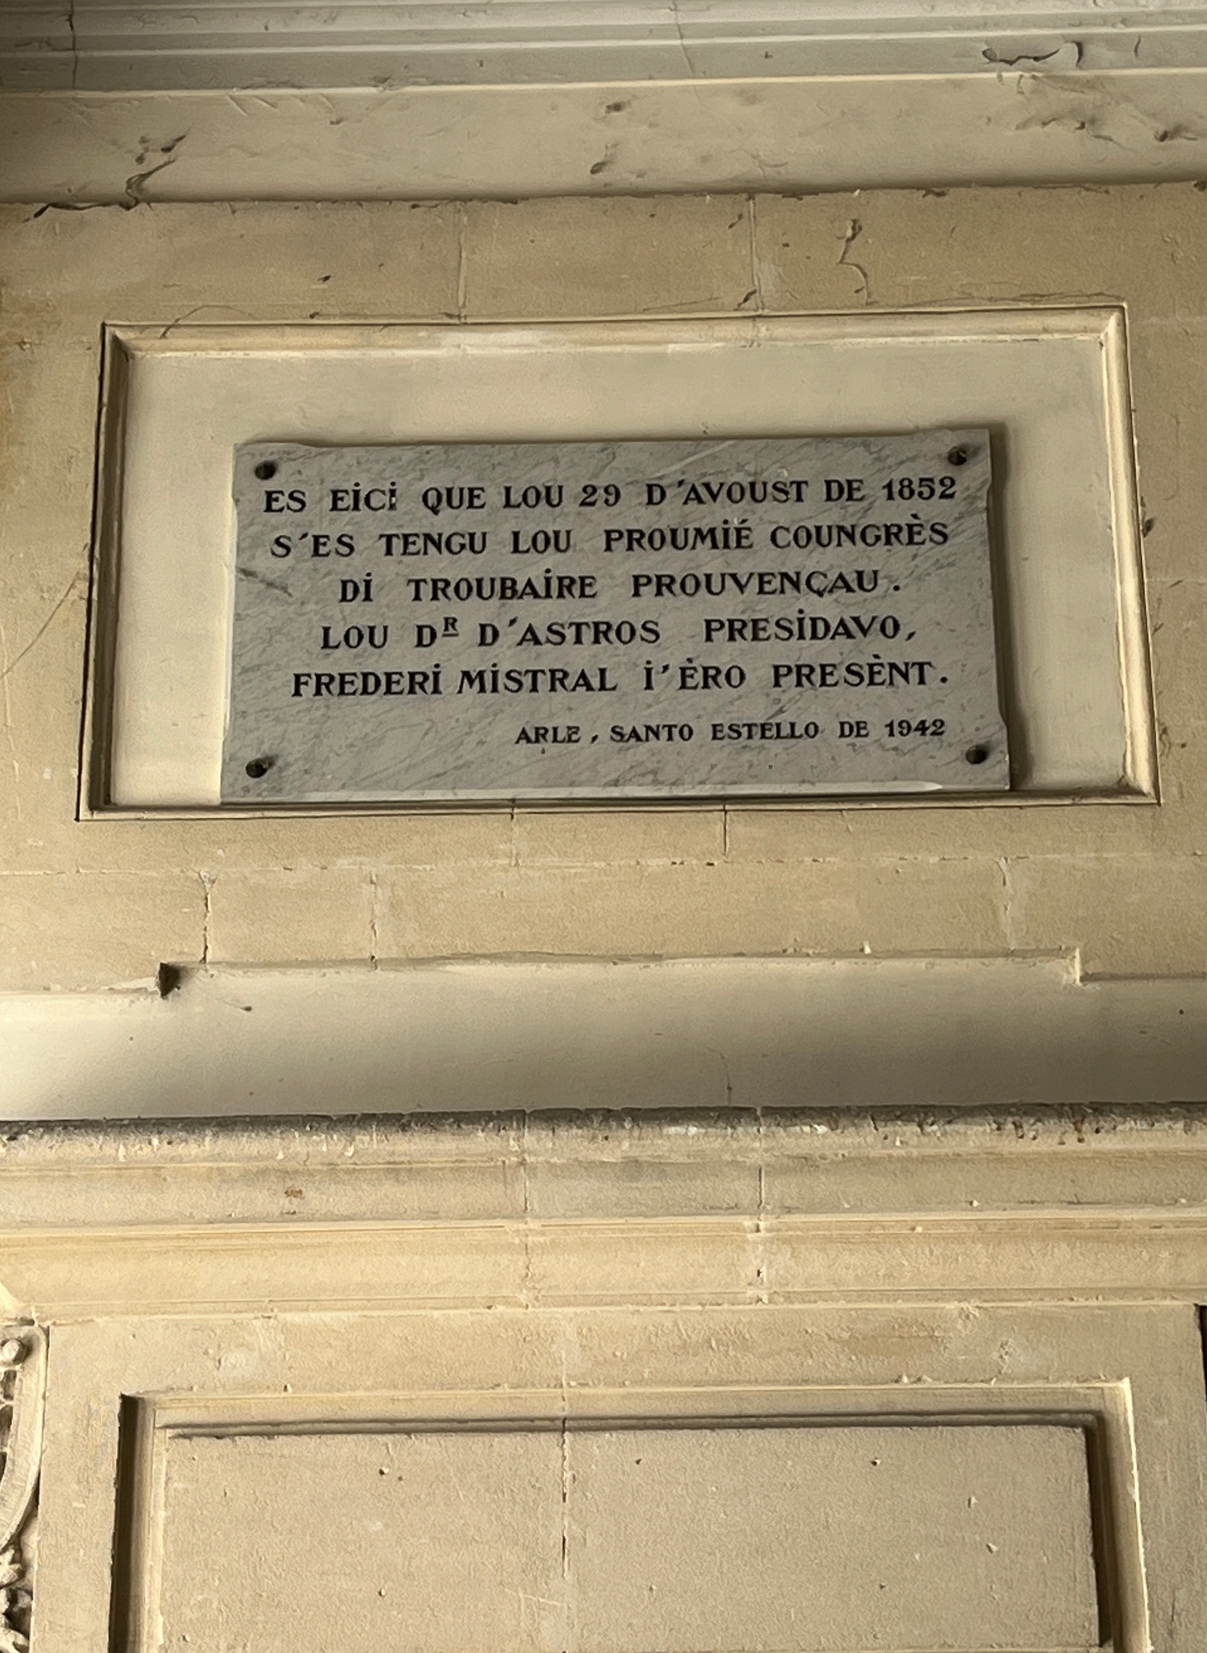 ES EICI QUE LOU 29 D'AVOUST DE 1852
S'ES TENGU LOU PROUMIÉ COUNGRÈS
DI TROUBAIRE PROUVENÇAU.
LOU DR D'ASTROS PRESIDAVO,
FREDERI MISTRAL I'ÈRO PRESÈNT.
ARLE, SANTO ESTELLO DE 1942